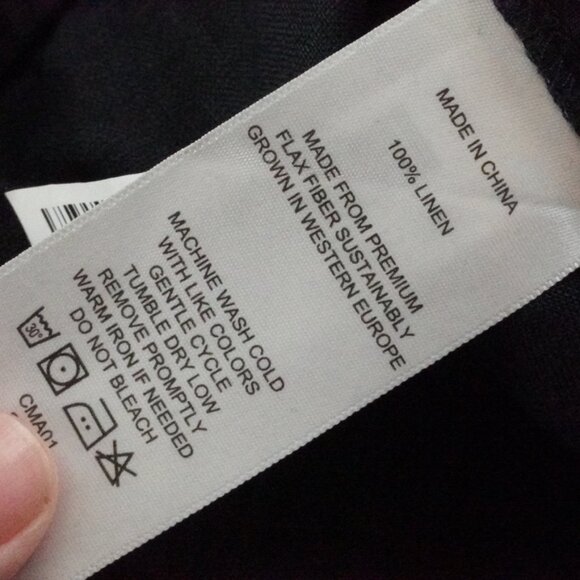 MADE IN CHINA
100% LINEN
MADE FROM PREMIUM
FLAX FIBER SUSTAINABLY
GROWN IN WESTERN EUROPE
MACHINE WASH COLD
WITH LIKE COLORS
GENTLE CYCLE
TUMBLE DRY LOW
REMOVE PROMPTLY
WARM IRON IF NEEDED
DO NOT BLEACH
30°
CMA01